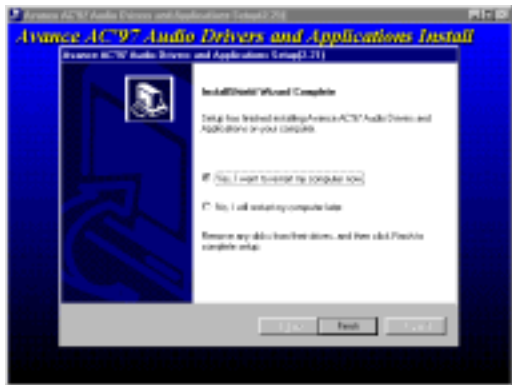 Avance AC'97 Audio Drivers and Applications Setup(2.21)
Avance AC'97 Audio Drivers and Applications Install
Avance AC'97 Audio Drivers and Applications Setup(2.21)
InstallShield Wizard Complete
Setup has finished installing Avance AC'97 Audio Drivers and
Applications on your computer.
Yes, I want to restart my computer now.
No, I will restart my computer later.
Remove any disks from their drives, and then click Finish to
complete setup.
Finish